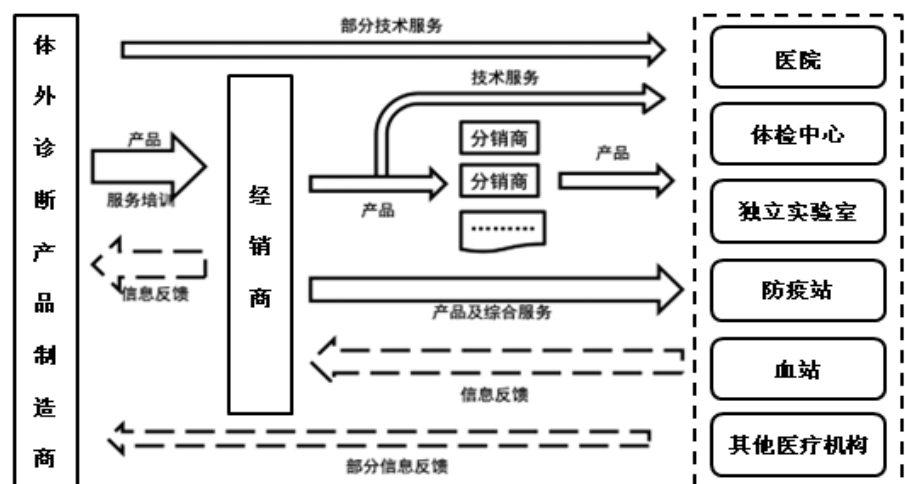 体外诊断产品制造商
部分技术服务
技术服务
产品
服务培训
经销商
分销商
分销商
………
产品
产品
信息反馈
产品及综合服务
信息反馈
部分信息反馈
医院
体检中心
独立实验室
防疫站
血站
其他医疗机构